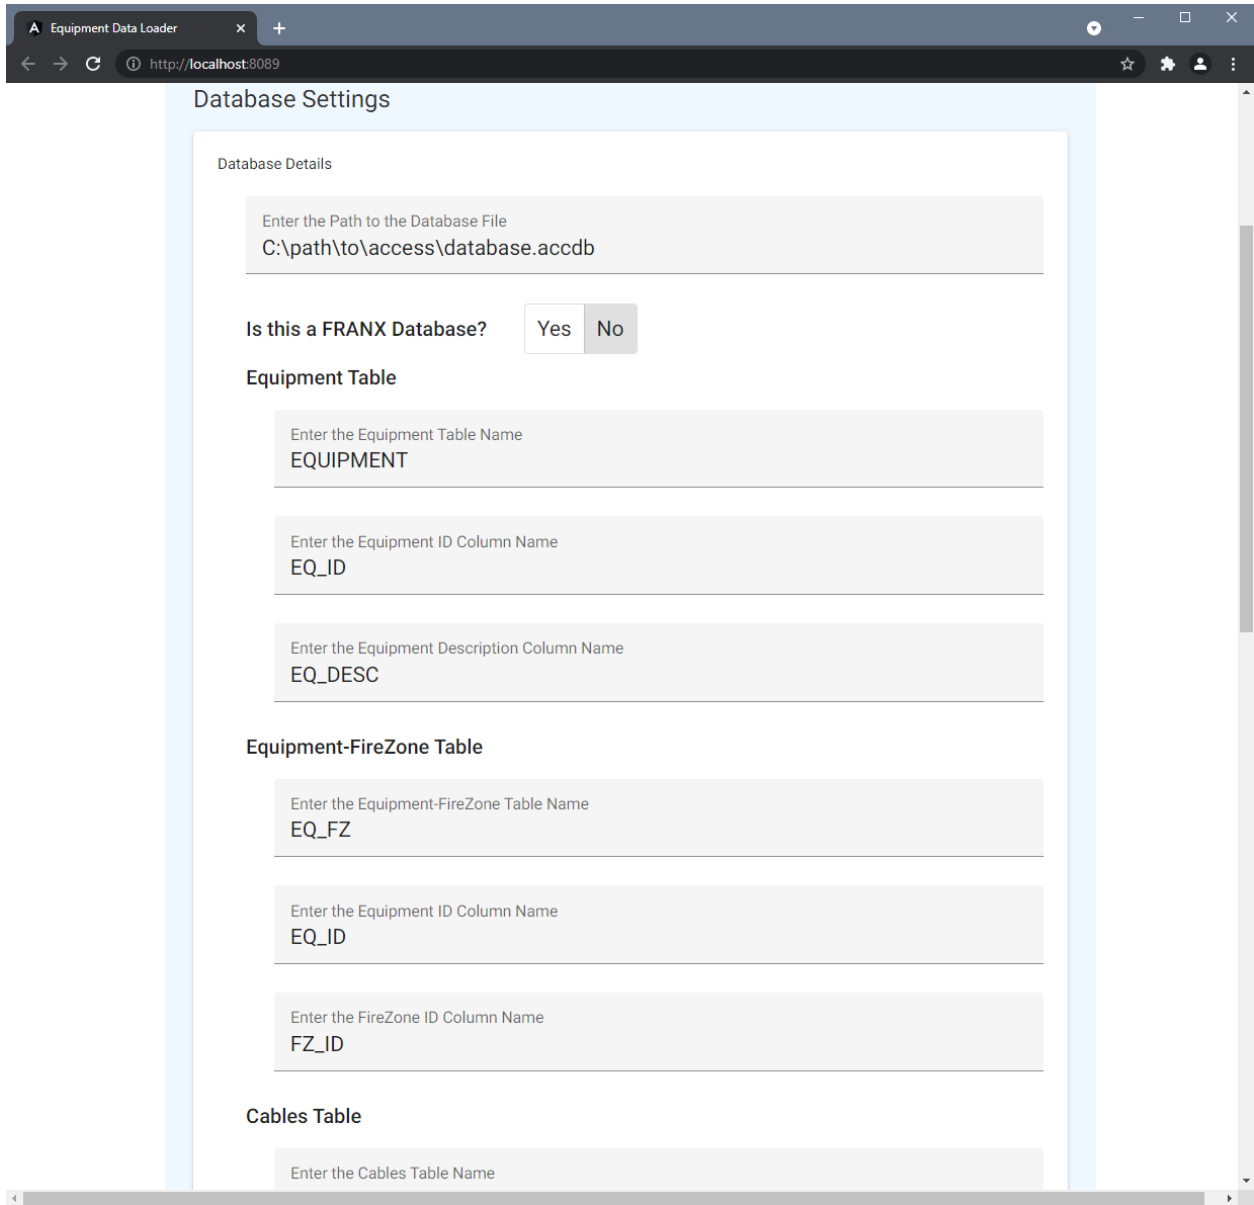 Equipment Data Loader
http://localhost:8089
Database Settings
Database Details
Enter the Path to the Database File
C:\path\to\access\database.accdb
Is this a FRANX Database? Yes No
Equipment Table
Enter the Equipment Table Name
EQUIPMENT
Enter the Equipment ID Column Name
EQ_ID
Enter the Equipment Description Column Name
EQ_DESC
Equipment-FireZone Table
Enter the Equipment-FireZone Table Name
EQ_FZ
Enter the Equipment ID Column Name
EQ_ID
Enter the FireZone ID Column Name
FZ_ID
Cables Table
Enter the Cables Table Name